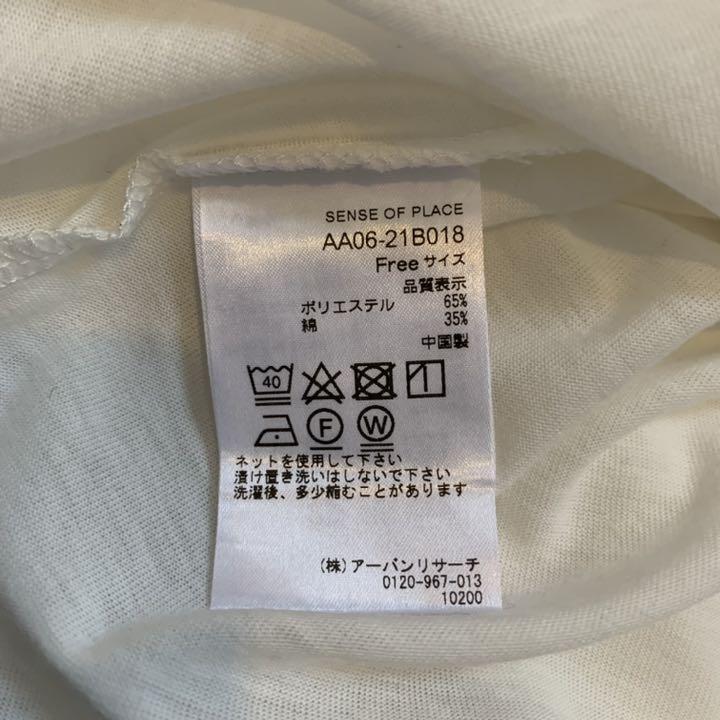 SENSE OF PLACE
AA06-21B018
Free サイズ
品質表示
ポリエステル 65%
綿 35%
中国製
40
F W
ネットを使用して下さい
漬け置き洗いはしないで下さい
洗濯後、多少縮むことがあります
(株)アーバンリサーチ
0120-967-013
10200